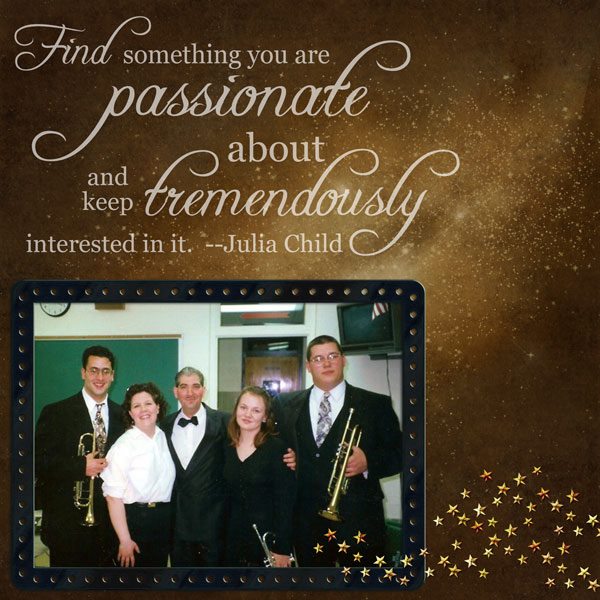 Find something you are
passionate
about
and
keep tremendously
interested in it. --Julia Child